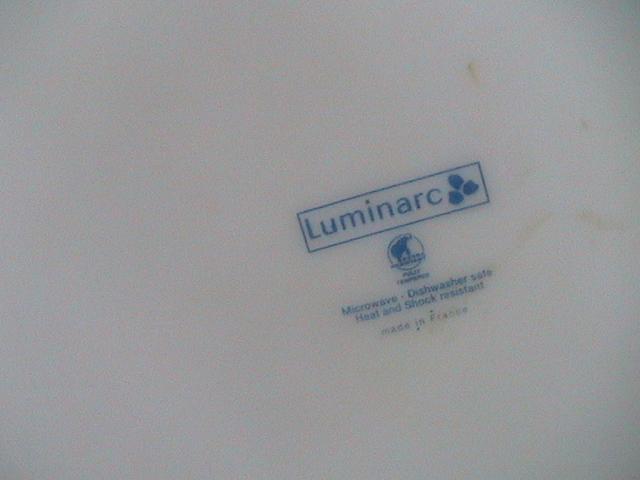 Luminarc
FULLY
TEMPERED
Microwave - Dishwasher safe
Heat and Shock resistant
made in France